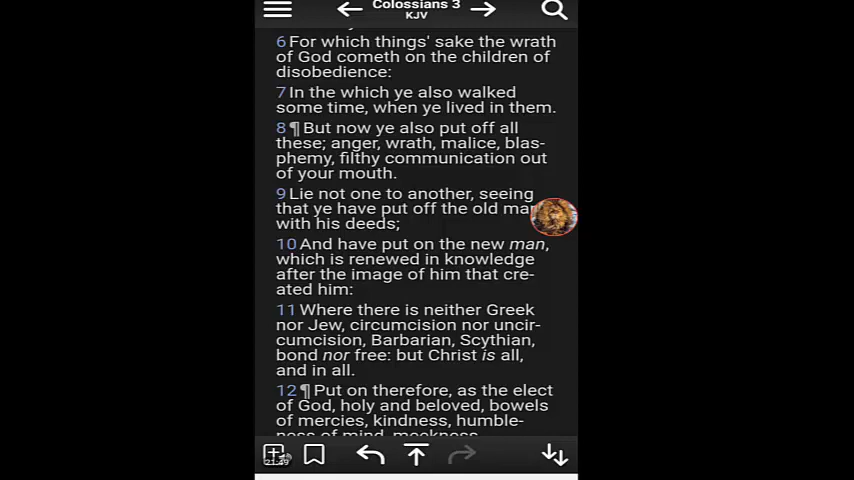 Colossians 3
KJV
6 For which things' sake the wrath
of God cometh on the children of
disobedience:
7 In the which ye also walked
some time, when ye lived in them.
8 ¶ But now ye also put off all
these; anger, wrath, malice, blas-
phemy, filthy communication out
of your mouth.
9 Lie not one to another, seeing
that ye have put off the old man
with his deeds;
10 And have put on the new man,
which is renewed in knowledge
after the image of him that cre-
ated him:
11 Where there is neither Greek
nor Jew, circumcision nor uncir-
cumcision, Barbarian, Scythian,
bond nor free: but Christ is all,
and in all.
12 ¶ Put on therefore, as the elect
of God, holy and beloved, bowels
of mercies, kindness, humble-
ness of mind, meekness,
21:49